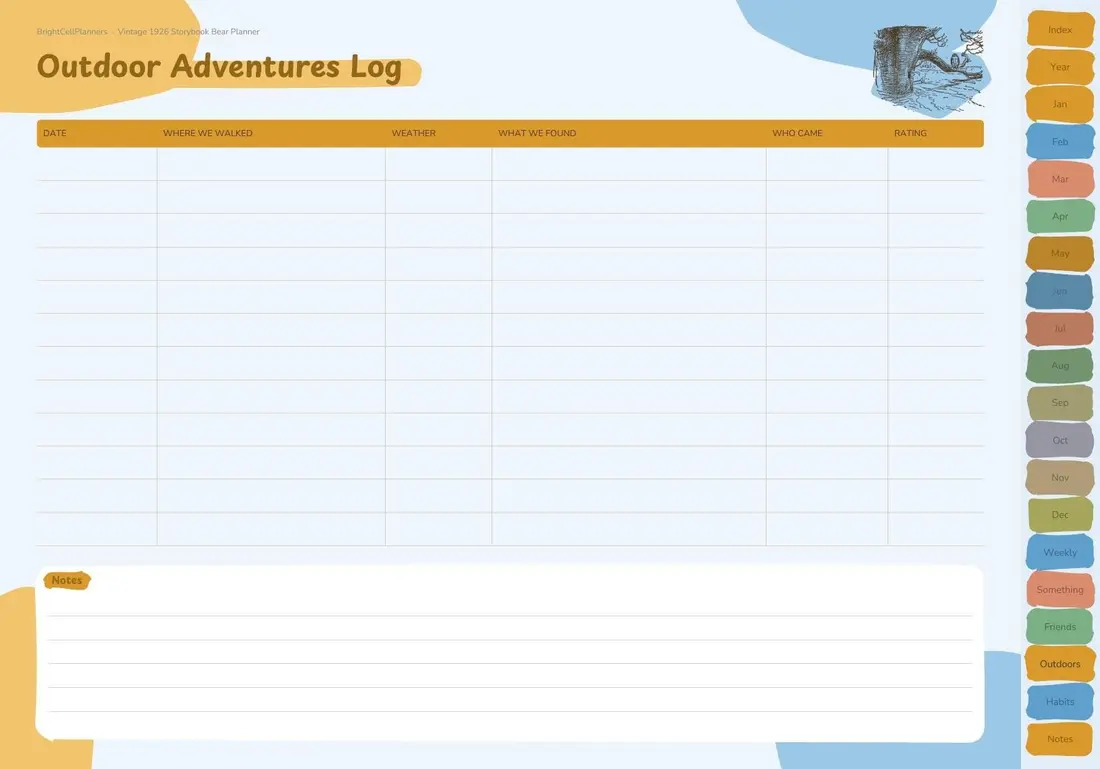 BrightCellPlanners · Vintage 1926 Storybook Bear Planner
Outdoor Adventures Log
DATE WHERE WE WALKED WEATHER WHAT WE FOUND WHO CAME RATING
Notes
Index
Year
Jan
Feb
Mar
Apr
May
Jun
Jul
Aug
Sep
Oct
Nov
Dec
Weekly
Something
Friends
Outdoors
Habits
Notes